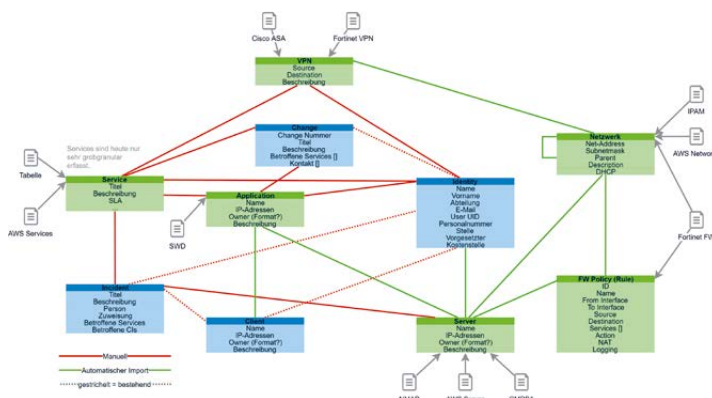 Cisco ASA
Fortinet VPN
VPN
Source
Destination
Beschreibung
IPAM
Change
Change Nummer
Titel
Beschreibung
Betroffene Services []
Kontakt []
Netzwerk
Net-Address
Subnetmask
Parent
Description
DHCP
AWS Network
Services sind heute nur
sehr grobgranular
erfasst.
Tabelle
Service
Titel
Beschreibung
SLA
AWS Services
Application
Name
IP-Adressen
Owner (Format?)
Beschreibung
SWD
Identity
Name
Vorname
Abteilung
E-Mail
User UID
Personalnummer
Stelle
Vorgesetzter
Kostenstelle
Fortinet FW
Incident
Titel
Beschreibung
Person
Zuweisung
Betroffene Services
Betroffene CIs
Client
Name
IP-Adressen
Owner (Format?)
Beschreibung
Server
Name
IP-Adressen
Owner (Format?)
Beschreibung
FW Policy (Rule)
ID
Name
From Interface
To Interface
Source
Destination
Services []
Action
NAT
Logging
Manuell
Automatischer Import
gestrichelt = bestehend